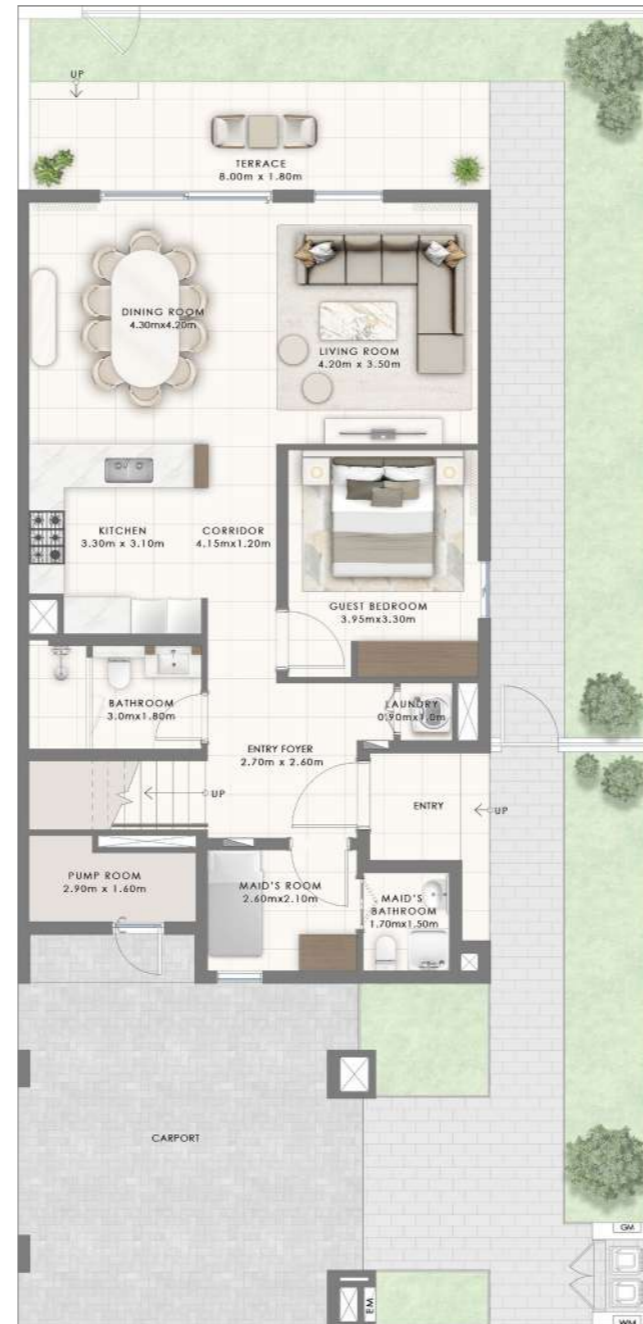 UP
TERRACE
8.00m x 1.80m
DINING ROOM
4.30mx4.20m
LIVING ROOM
4.20m x 3.50m
KITCHEN
3.30m x 3.10m
CORRIDOR
4.15mx1.20m
GUEST BEDROOM
3.95mx3.30m
BATHROOM
3.0mx1.80m
LAUNDRY
0.90mx1.0m
ENTRY FOYER
2.70m x 2.60m
UP
ENTRY
UP
PUMP ROOM
2.90m x 1.60m
MAID'S ROOM
2.60mx2.10m
MAID'S
BATHROOM
1.70mx1.50m
CARPORT
GM
EM
WM